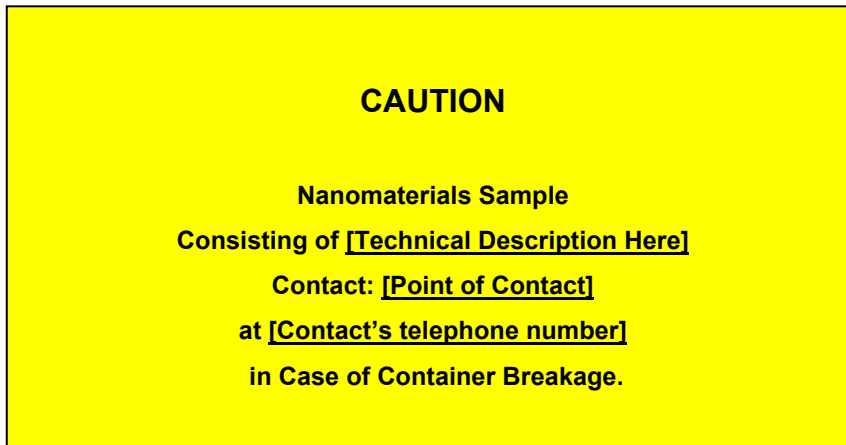 CAUTION
Nanomaterials Sample
Consisting of [Technical Description Here]
Contact: [Point of Contact]
at [Contact’s telephone number]
in Case of Container Breakage.